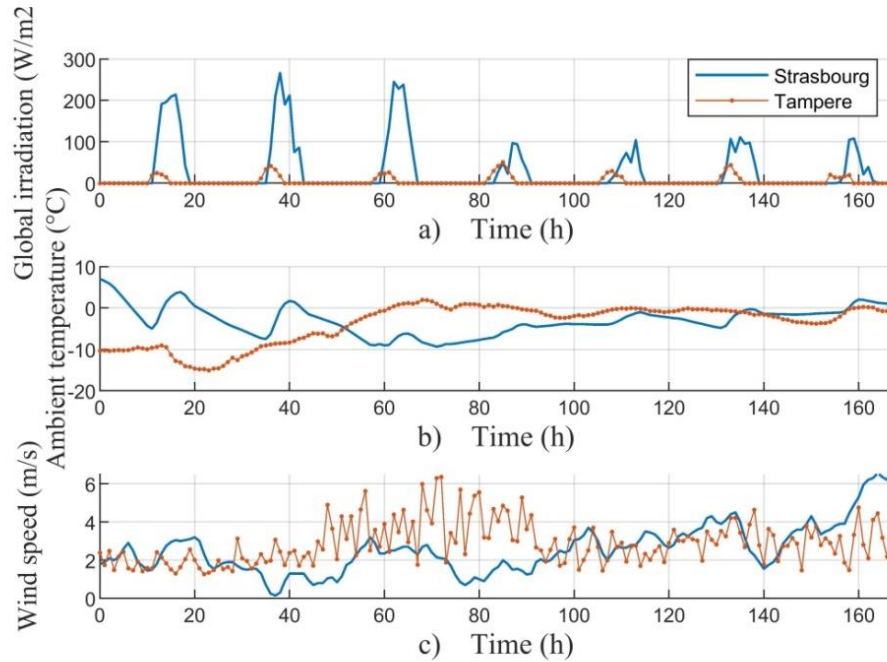 Global irradiation (W/m2
300
200
100
0
Strasbourg
Tampere
0 20 40 60 80 100 120 140 160
a) Time (h)
Ambient temperature (°C)
10
0
-10
-20
0 20 40 60 80 100 120 140 160
b) Time (h)
Wind speed (m/s)
6
4
2
0
0 20 40 60 80 100 120 140 160
c) Time (h)